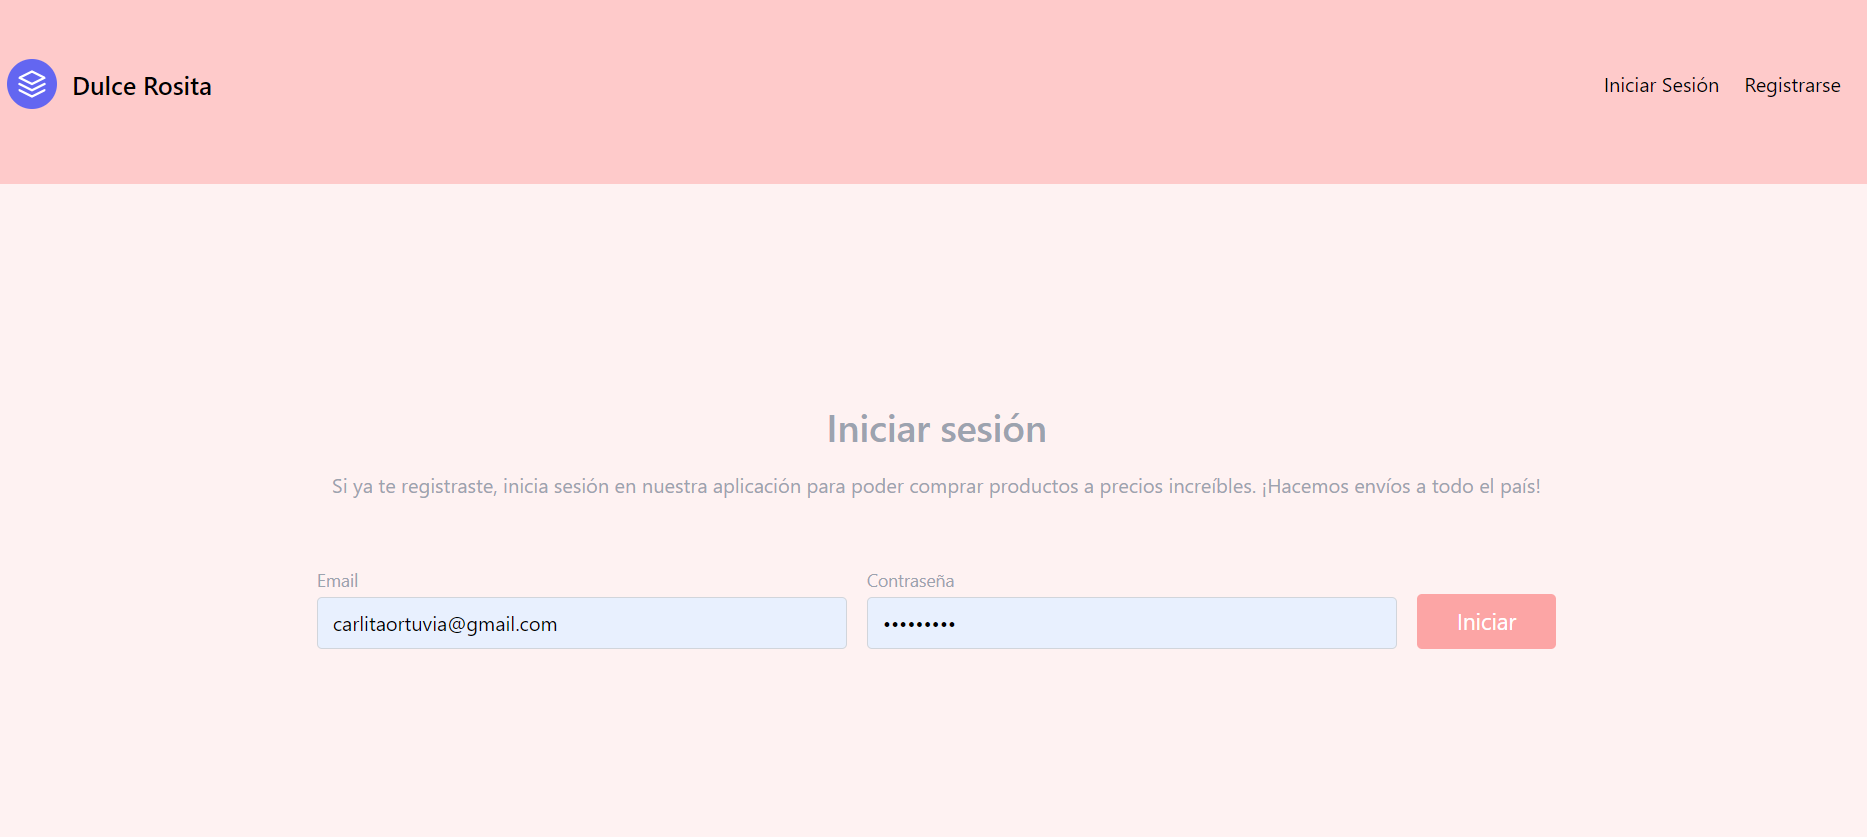 Dulce Rosita
Iniciar Sesión
Registrarse
Iniciar sesión
Si ya te registraste, inicia sesión en nuestra aplicación para poder comprar productos a precios increíbles. ¡Hacemos envíos a todo el país!
Email
Contraseña
carlitaortuvia@gmail.com
•••••••••
Iniciar